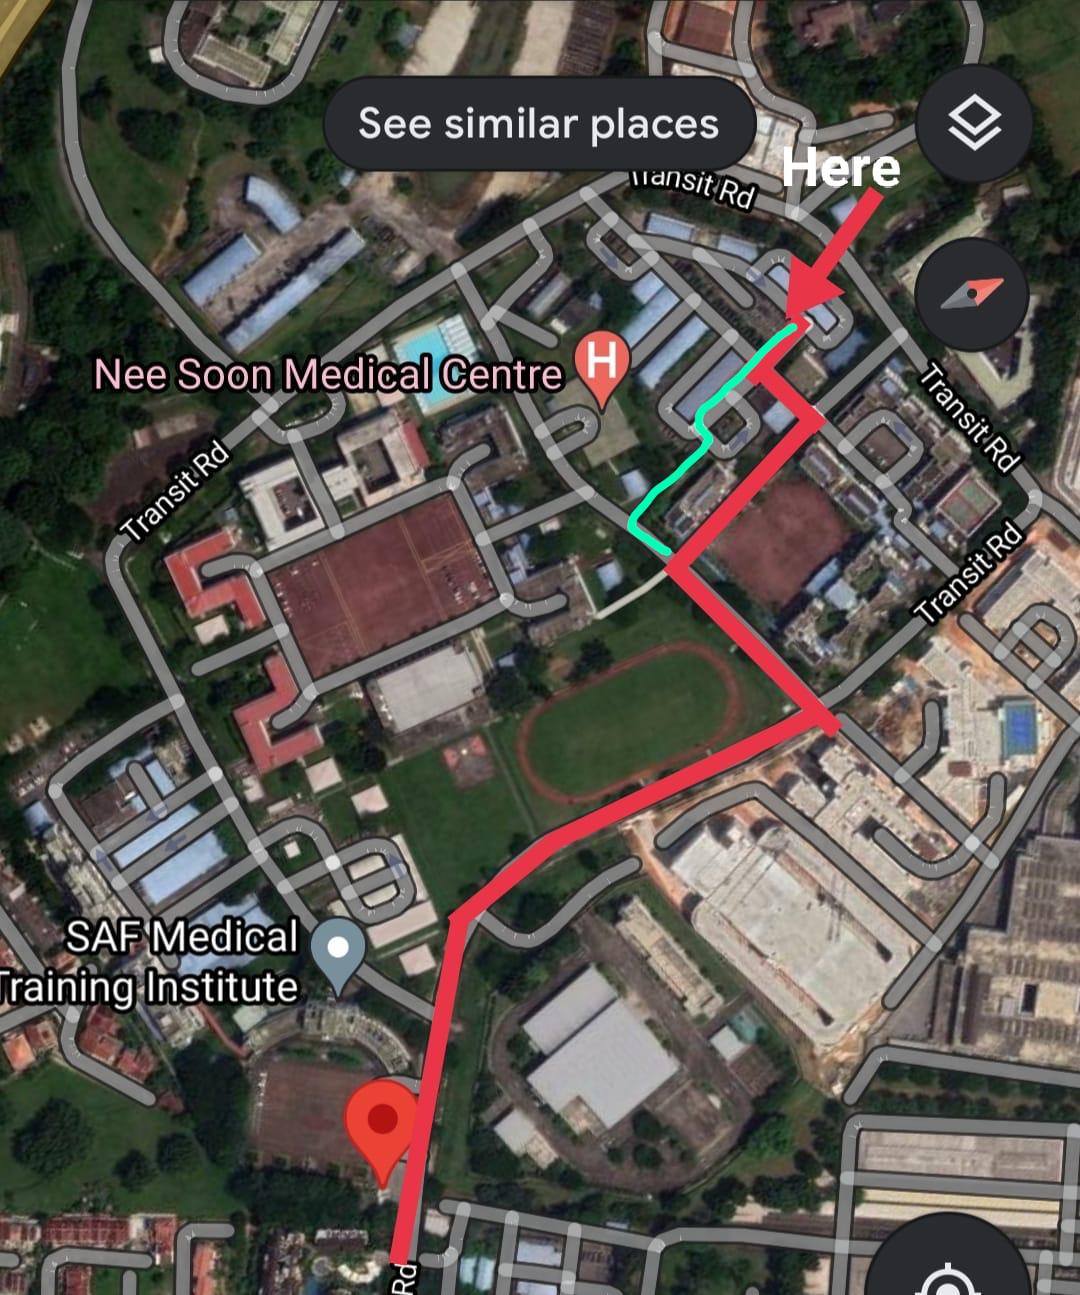 See similar places
Here
Transit Rd
Nee Soon Medical Centre
H
Transit Rd
Transit Rd
Transit Rd
SAF Medical
Training Institute
Rd